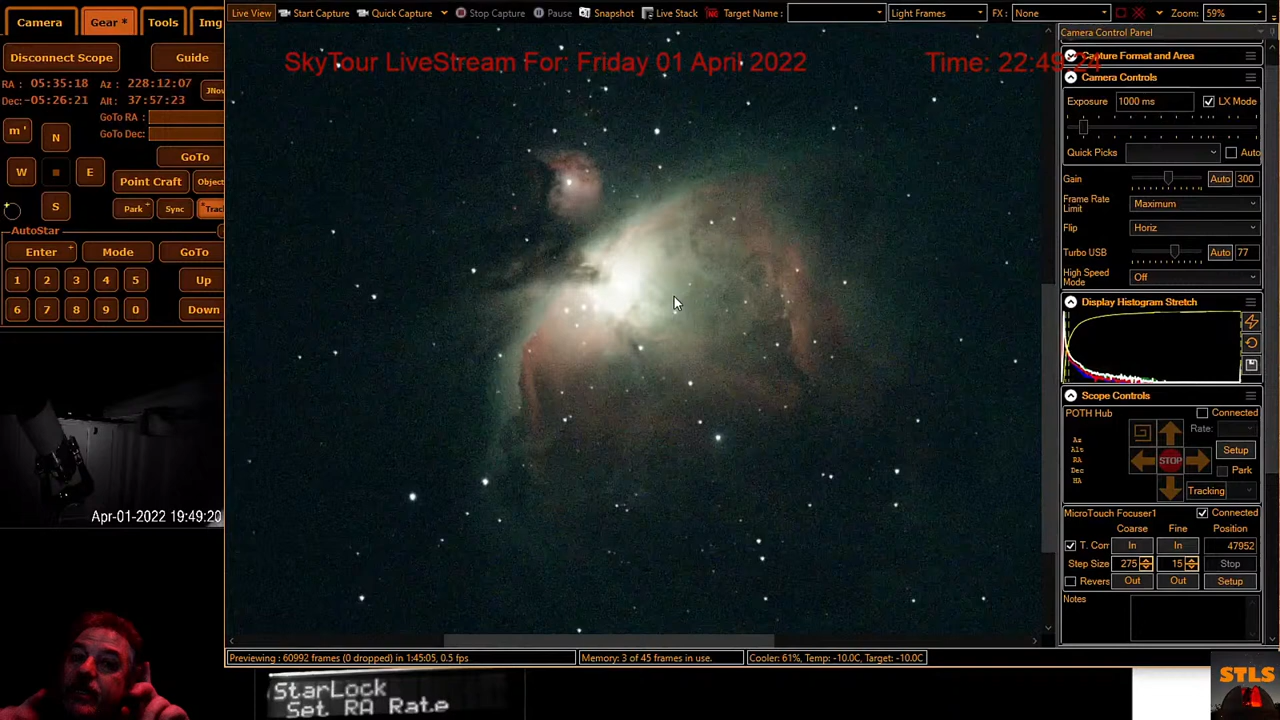 Camera
Gear *
Tools
Disconnect Scope
Guide
RA : 05:35:18
Az : 228:12:07
Dec: -05:26:21
Alt : 37:57:23
GoTo RA :
GoTo Dec:
m '
N
W
E
S
GoTo
Point Craft
Park
Sync
AutoStar
Enter
Mode
GoTo
1 2 3 4 5
Up
6 7 8 9 0
Down
Apr-01-2022 19:49:20
Live View
Start Capture
Quick Capture
Stop Capture
Pause
Snapshot
Live Stack
Target Name :
Light Frames
FX :
None
Zoom: 59%
SkyTour LiveStream For: Friday 01 April 2022
Previewing : 60992 frames (0 dropped) in 1:45:05, 0.5 fps
Memory: 3 of 45 frames in use.
Cooler: 61%, Temp: -10.0C, Target: -10.0C
StarLock
Set RA Rate
Camera Control Panel
Capture Format and Area
Camera Controls
Exposure
1000 ms
LX Mode
Quick Picks
Auto
Gain
Auto
300
Frame Rate Limit
Maximum
Flip
Horiz
Turbo USB
Auto
77
High Speed Mode
Off
Display Histogram Stretch
Scope Controls
POTH Hub
Connected
Rate:
Az
Alt
RA
Dec
HA
STOP
Setup
Park
Tracking
MicroTouch Focuser1
Connected
Coarse
Fine
Position
In
In
47952
Step Size
275
15
Stop
Out
Out
Setup
Notes
STLS